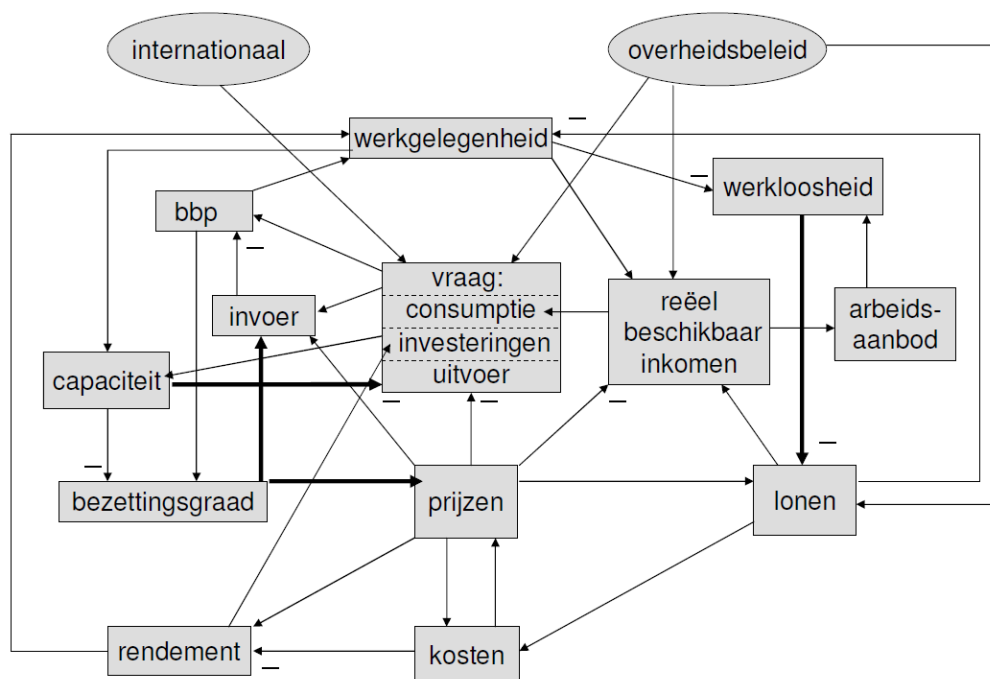 internationaal
overheidsbeleid
–
werkgelegenheid
–
werkloosheid
bbp
–
vraag:
reëel
arbeids-
invoer
consumptie
beschikbaar
aanbod
investeringen
inkomen
capaciteit
uitvoer
–
–
–
–
–
bezettingsgraad
prijzen
lonen
rendement
kosten
–